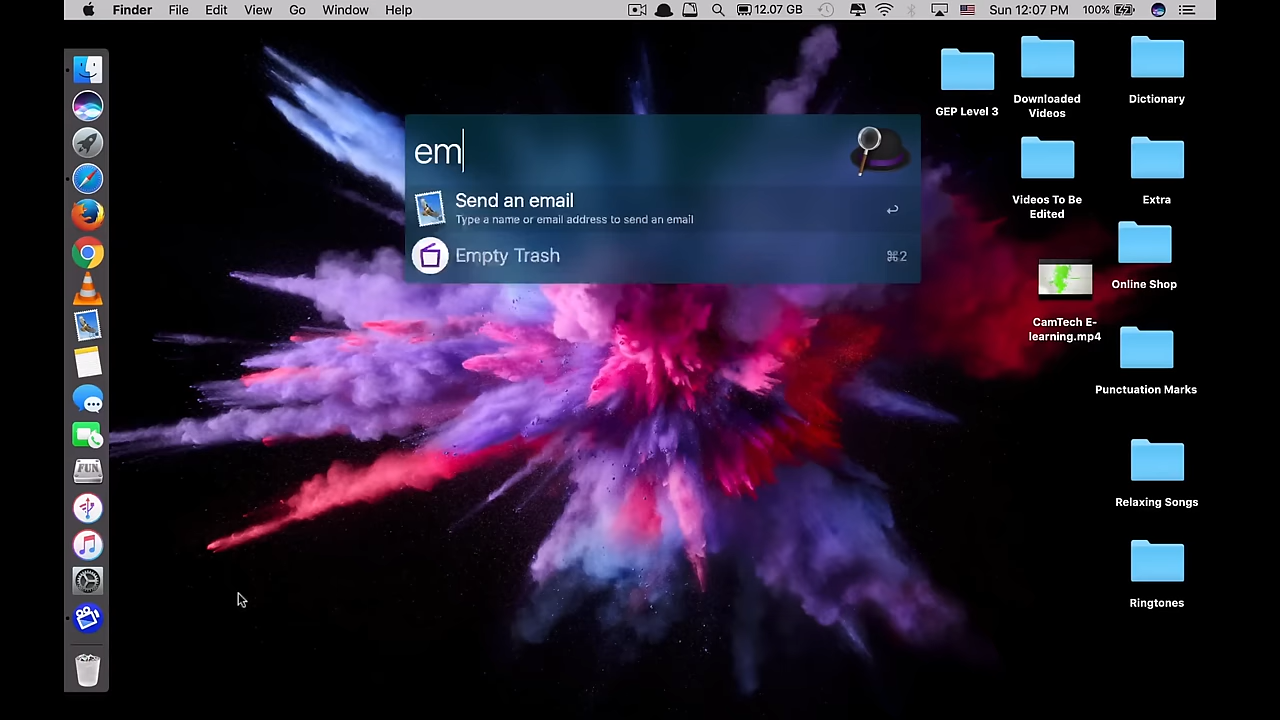 Finder File Edit View Go Window Help
12.07 GB Sun 12:07 PM 100%
em
Send an email
Type a name or email address to send an email
Empty Trash ⌘2
GEP Level 3
Downloaded
Videos
Dictionary
Videos To Be
Edited
Extra
Online Shop
CamTech E-
learning.mp4
Punctuation Marks
Relaxing Songs
Ringtones
FUN